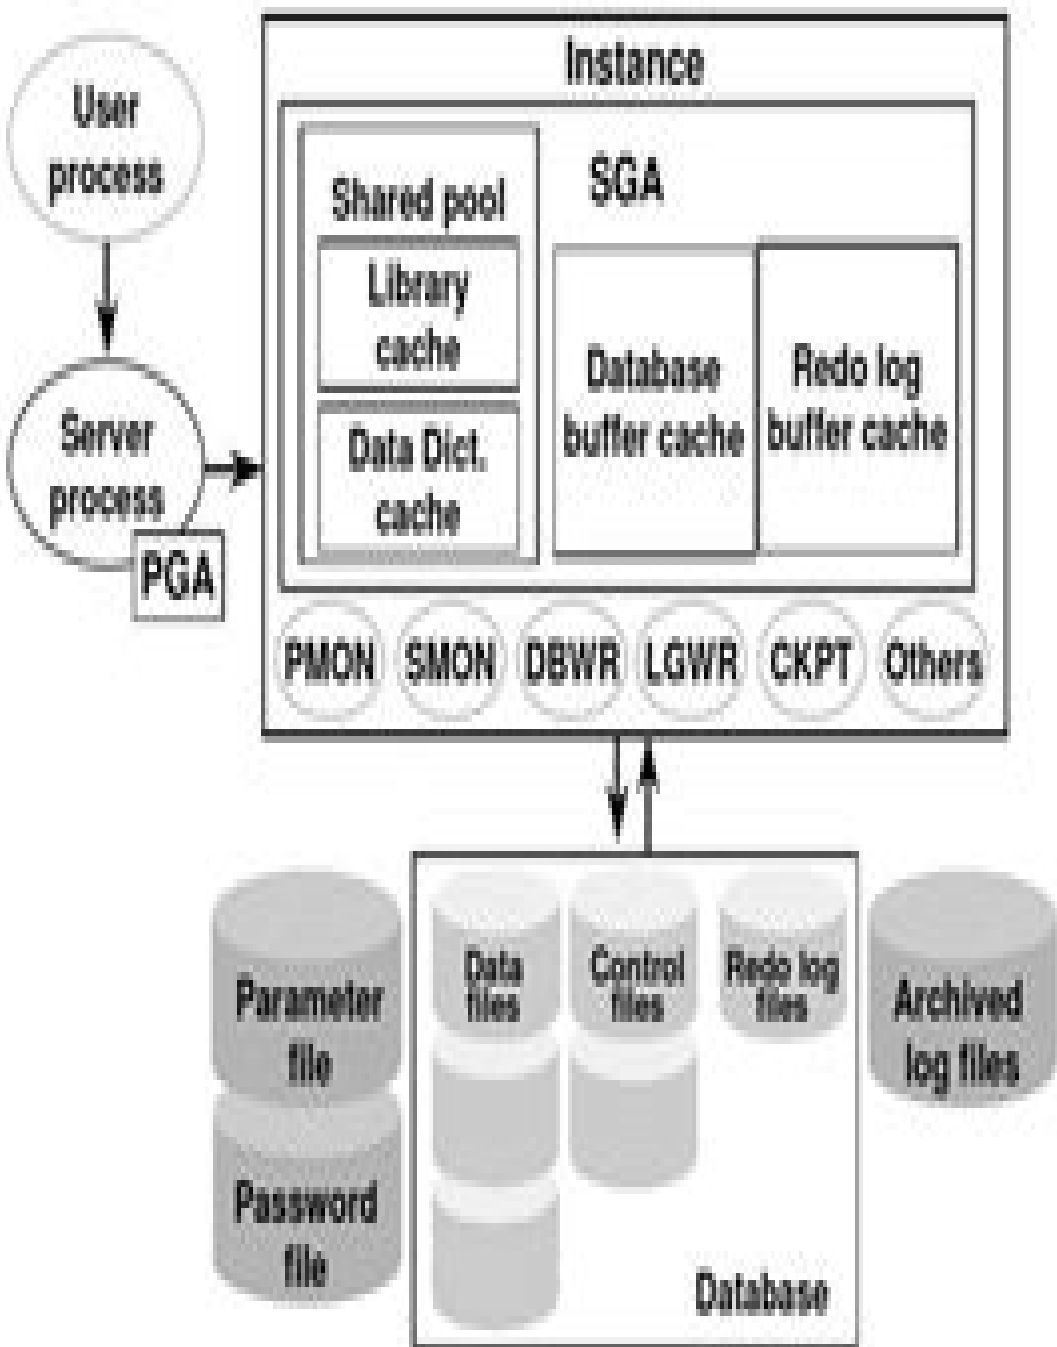 Instance
User
process
SGA
Shared pool
Library
cache
Data Dict.
cache
Database
buffer cache
Redo log
buffer cache
Server
process
PGA
PMON
SMON
DBWR
LGWR
CKPT
Others
Parameter
file
Password
file
Data
files
Control
files
Redo log
files
Database
Archived
log files